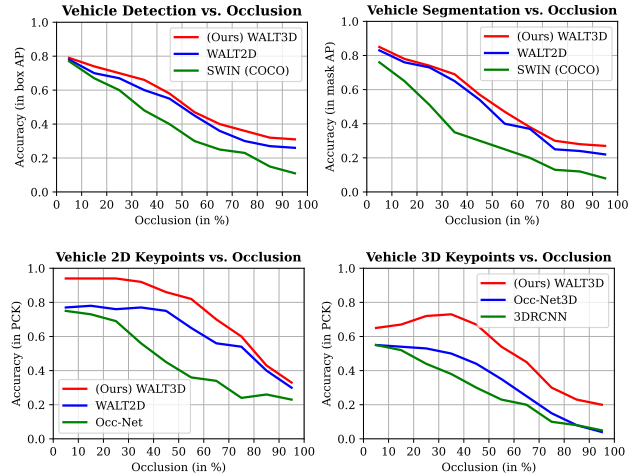 Vehicle Detection vs. Occlusion
1.0
0.8
0.6
0.4
0.2
0.0
Accuracy (in box AP)
(Ours) WALT3D
WALT2D
SWIN (COCO)
0 10 20 30 40 50 60 70 80 90 100
Occlusion (in %)
Vehicle Segmentation vs. Occlusion
1.0
0.8
0.6
0.4
0.2
0.0
Accuracy (in mask AP)
(Ours) WALT3D
WALT2D
SWIN (COCO)
0 10 20 30 40 50 60 70 80 90 100
Occlusion (in %)
Vehicle 2D Keypoints vs. Occlusion
1.0
0.8
0.6
0.4
0.2
0.0
Accuracy (in PCK)
(Ours) WALT3D
WALT2D
Occ-Net
0 10 20 30 40 50 60 70 80 90 100
Occlusion (in %)
Vehicle 3D Keypoints vs. Occlusion
1.0
0.8
0.6
0.4
0.2
0.0
Accuracy (in PCK)
(Ours) WALT3D
Occ-Net3D
3DRCNN
0 10 20 30 40 50 60 70 80 90 100
Occlusion (in %)